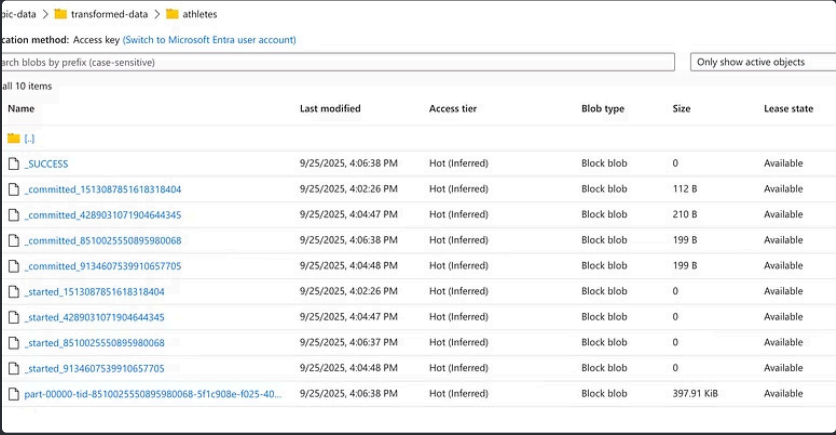 pic-data > transformed-data > athletes
cation method: Access key (Switch to Microsoft Entra user account)
arch blobs by prefix (case-sensitive) Only show active objects
all 10 items
Name Last modified Access tier Blob type Size Lease state
[..]
_SUCCESS 9/25/2025, 4:06:38 PM Hot (Inferred) Block blob 0 Available
_committed_1513087851618318404 9/25/2025, 4:02:26 PM Hot (Inferred) Block blob 112 B Available
_committed_4289031071904644345 9/25/2025, 4:04:47 PM Hot (Inferred) Block blob 210 B Available
_committed_8510025550895980068 9/25/2025, 4:06:38 PM Hot (Inferred) Block blob 199 B Available
_committed_9134607539910657705 9/25/2025, 4:04:48 PM Hot (Inferred) Block blob 199 B Available
_started_1513087851618318404 9/25/2025, 4:02:26 PM Hot (Inferred) Block blob 0 Available
_started_4289031071904644345 9/25/2025, 4:04:47 PM Hot (Inferred) Block blob 0 Available
_started_8510025550895980068 9/25/2025, 4:06:37 PM Hot (Inferred) Block blob 0 Available
_started_9134607539910657705 9/25/2025, 4:04:48 PM Hot (Inferred) Block blob 0 Available
part-00000-tid-8510025550895980068-5f1c908e-f025-40... 9/25/2025, 4:06:38 PM Hot (Inferred) Block blob 397.91 KiB Available